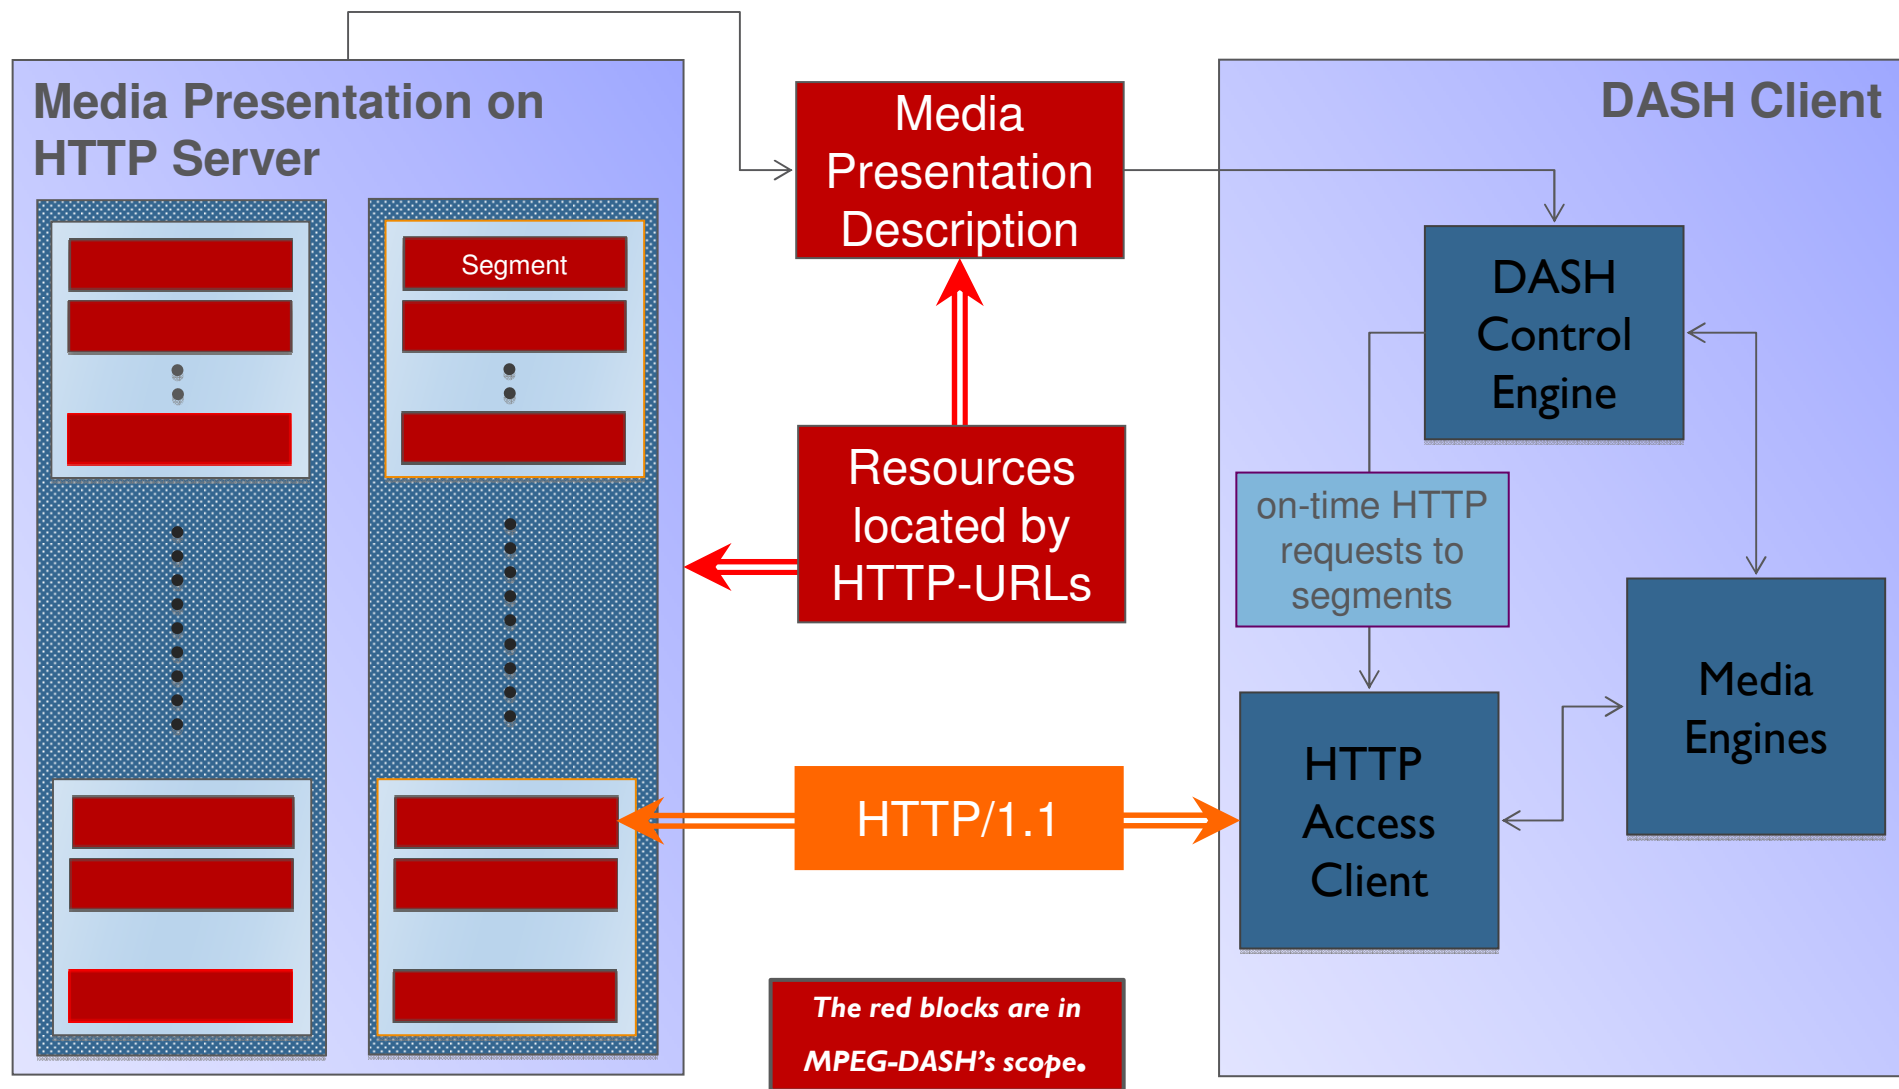 Media Presentation on
HTTP Server
Segment
Media
Presentation
Description
Resources
located by
HTTP-URLs
HTTP/1.1
The red blocks are in
MPEG-DASH's scope.
DASH Client
DASH
Control
Engine
on-time HTTP
requests to
segments
Media
Engines
HTTP
Access
Client